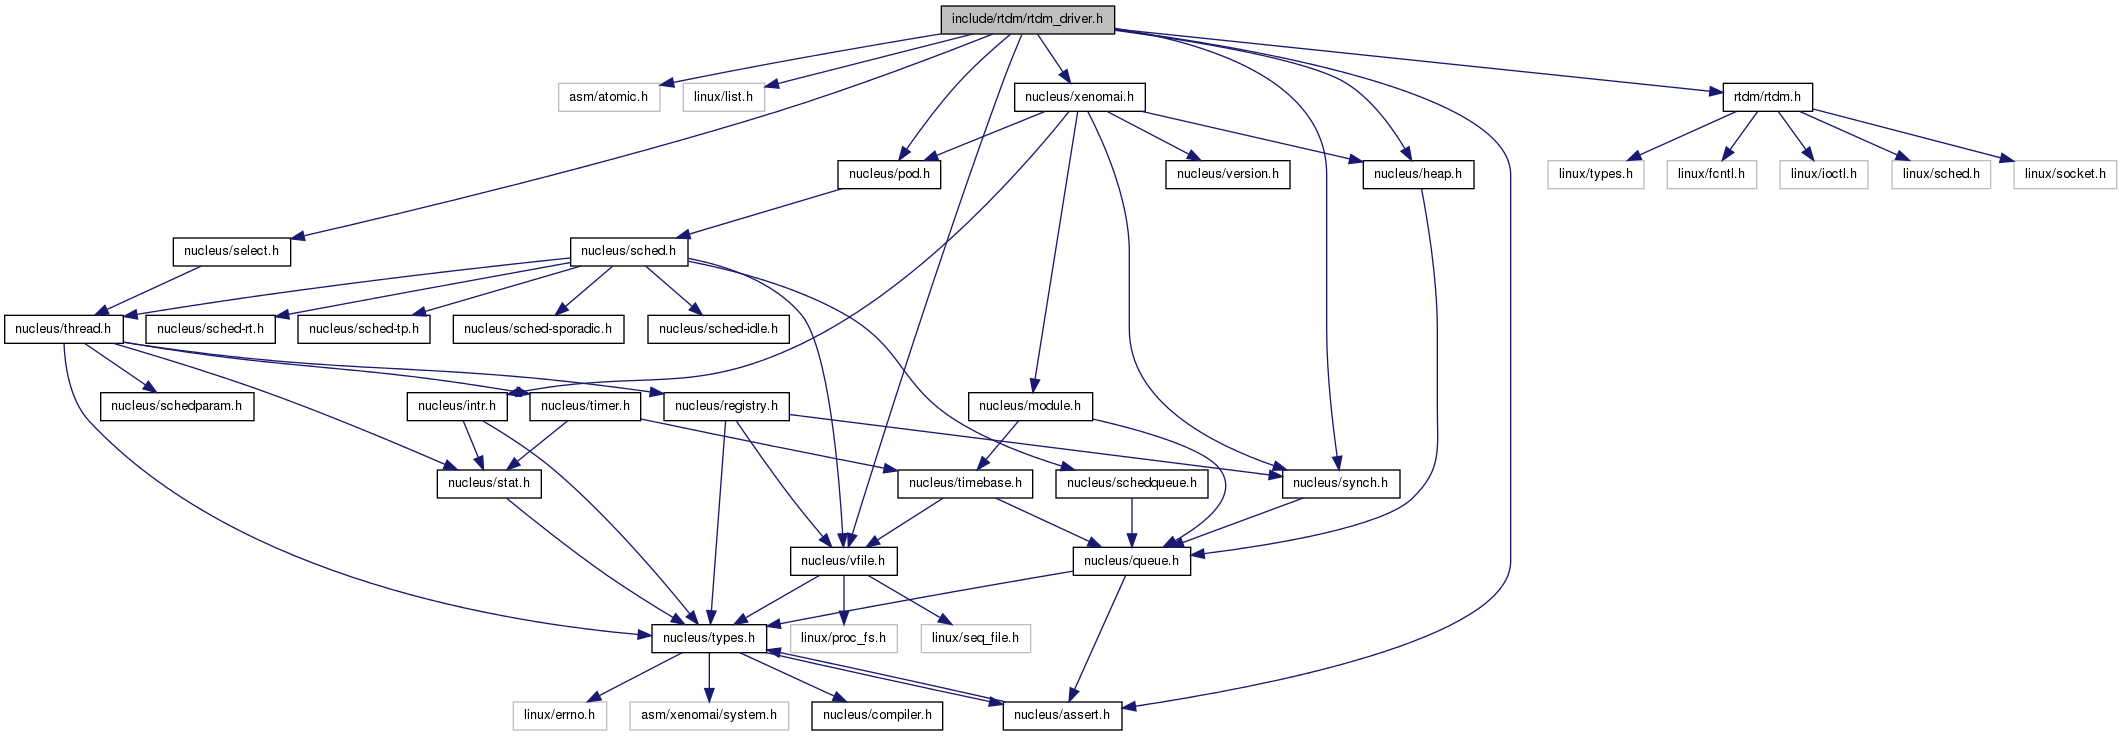 include/rtdm/rtdm_driver.h
asm/atomic.h
linux/list.h
nucleus/xenomai.h
rtdm/rtdm.h
nucleus/pod.h
nucleus/version.h
nucleus/heap.h
linux/types.h
linux/fcntl.h
linux/ioctl.h
linux/sched.h
linux/socket.h
nucleus/select.h
nucleus/sched.h
nucleus/thread.h
nucleus/sched-rt.h
nucleus/sched-tp.h
nucleus/sched-sporadic.h
nucleus/sched-idle.h
nucleus/schedparam.h
nucleus/intr.h
nucleus/timer.h
nucleus/registry.h
nucleus/module.h
nucleus/stat.h
nucleus/timebase.h
nucleus/schedqueue.h
nucleus/synch.h
nucleus/vfile.h
nucleus/queue.h
nucleus/types.h
linux/proc_fs.h
linux/seq_file.h
linux/errno.h
asm/xenomai/system.h
nucleus/compiler.h
nucleus/assert.h